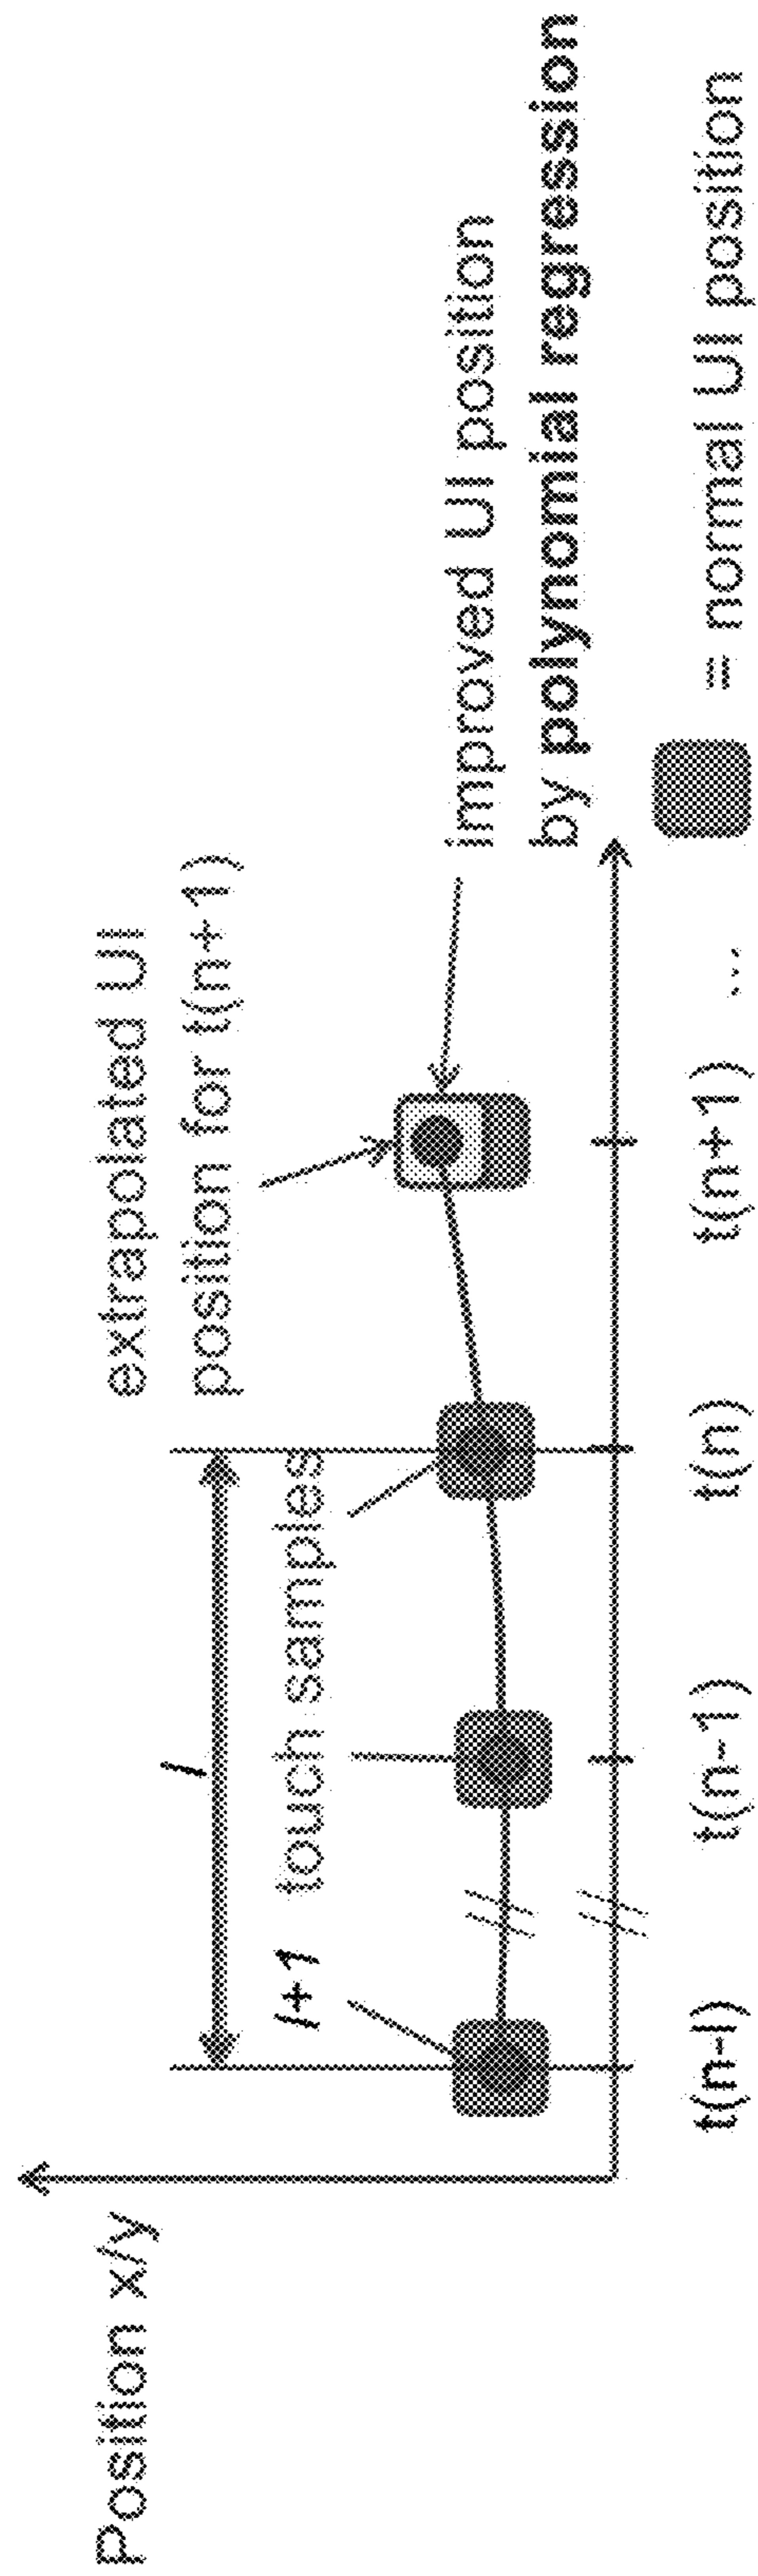 Position x/y
extrapolated UI
position for t(n+1)
l
l+1 touch samples
improved UI position
by polynomial regression
t(n-l) t(n-1) t(n) t(n+1) ...
= normal UI position